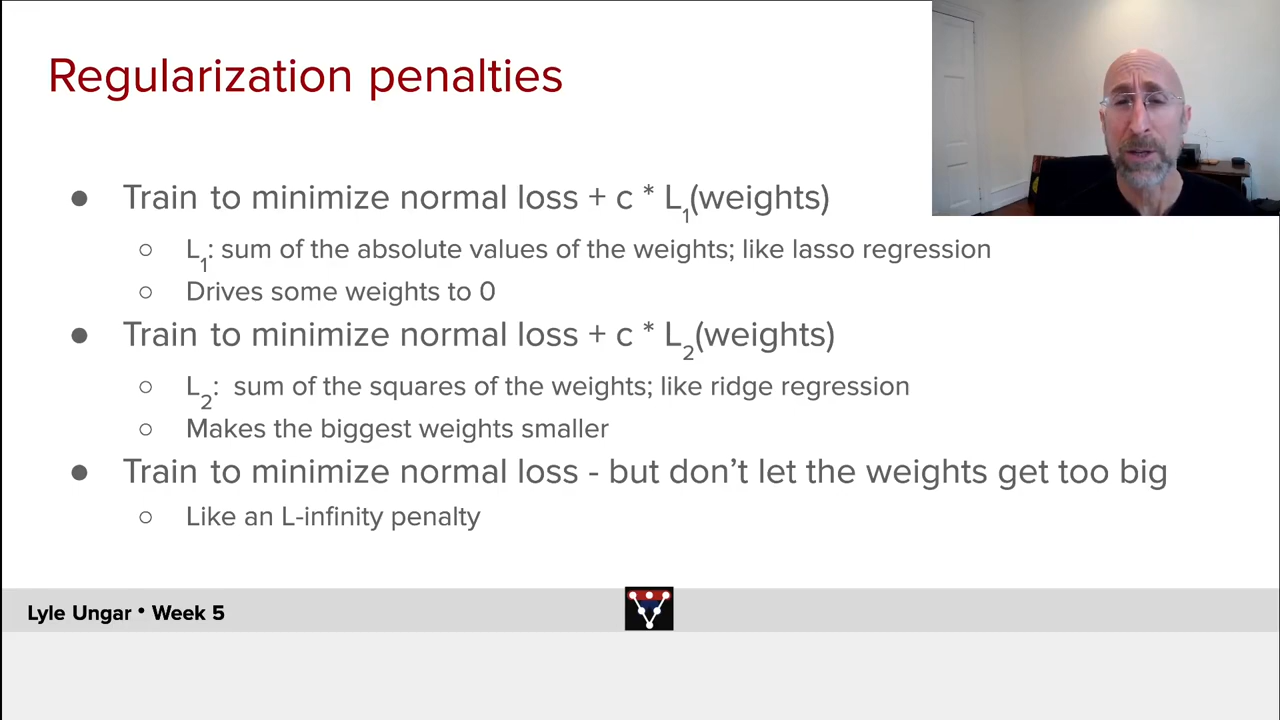 Regularization penalties
● Train to minimize normal loss + c * L₁(weights)
○ L₁: sum of the absolute values of the weights; like lasso regression
○ Drives some weights to 0
● Train to minimize normal loss + c * L₂(weights)
○ L₂: sum of the squares of the weights; like ridge regression
○ Makes the biggest weights smaller
● Train to minimize normal loss - but don’t let the weights get too big
○ Like an L-infinity penalty
Lyle Ungar • Week 5